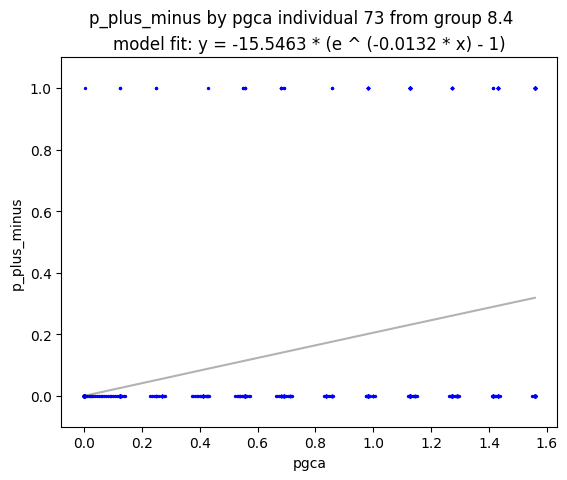 p_plus_minus by pgca individual 73 from group 8.4
model fit: y = -15.5463 * (e ^ (-0.0132 * x) - 1)
1.0
0.8
0.6
0.4
0.2
0.0
p_plus_minus
0.0 0.2 0.4 0.6 0.8 1.0 1.2 1.4 1.6
pgca